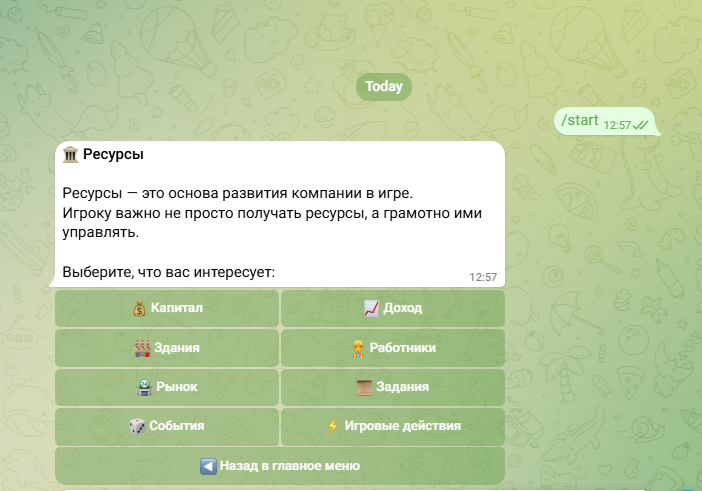 Today
/start 12:57
🏛 Ресурсы
Ресурсы — это основа развития компании в игре.
Игроку важно не просто получать ресурсы, а грамотно ими
управлять.
Выберите, что вас интересует:
12:57
💰 Капитал
📈 Доход
🏭 Здания
👷 Работники
🏪 Рынок
📜 Задания
🎲 События
⚡ Игровые действия
◀ Назад в главное меню